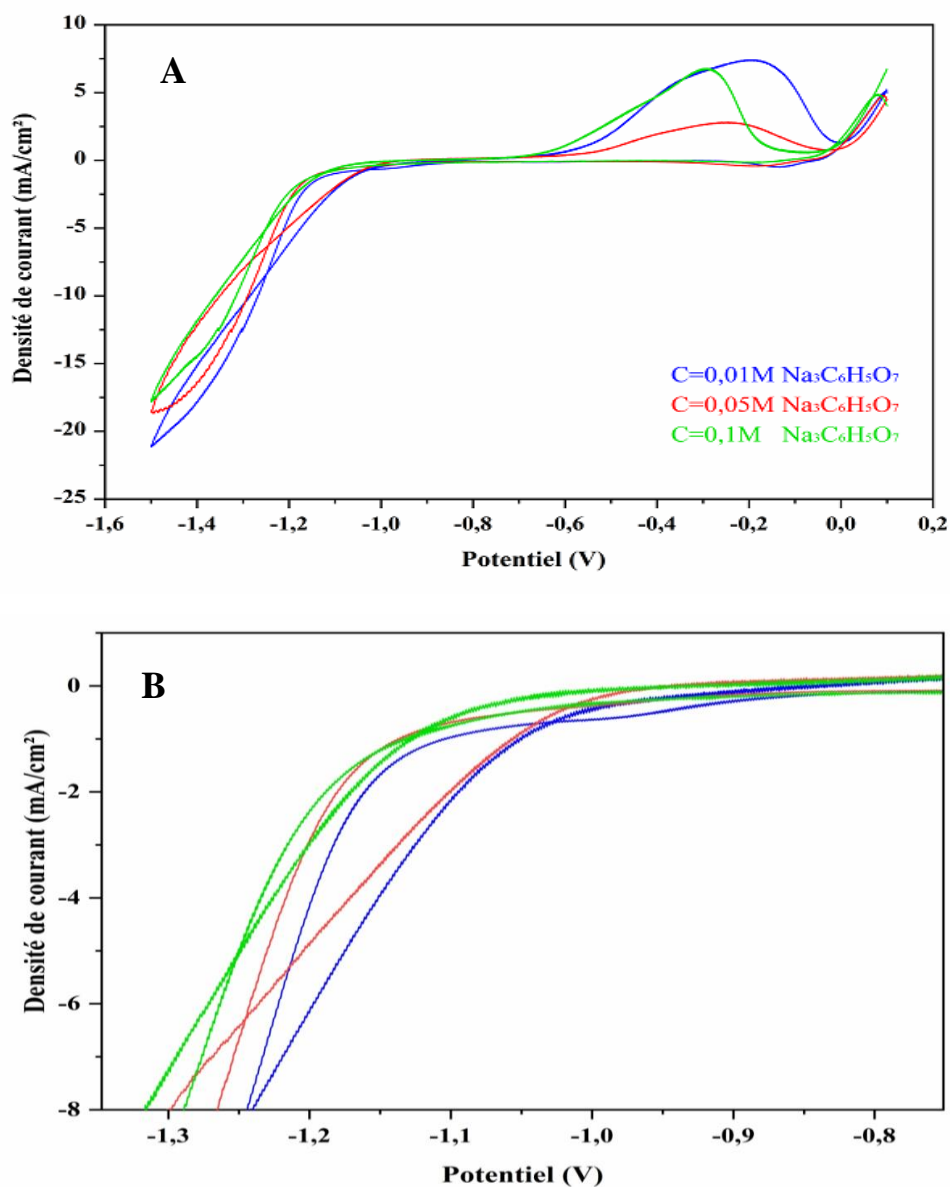 A
10
5
0
-5
-10
-15
-20
-25
Densité de courant (mA/cm²)
C=0,01M Na₃C₆H₅O₇
C=0,05M Na₃C₆H₅O₇
C=0,1M Na₃C₆H₅O₇
-1,6 -1,4 -1,2 -1,0 -0,8 -0,6 -0,4 -0,2 0,0 0,2
Potentiel (V)
B
0
-2
-4
-6
-8
Densité de courant (mA/cm²)
-1,3 -1,2 -1,1 -1,0 -0,9 -0,8
Potentiel (V)